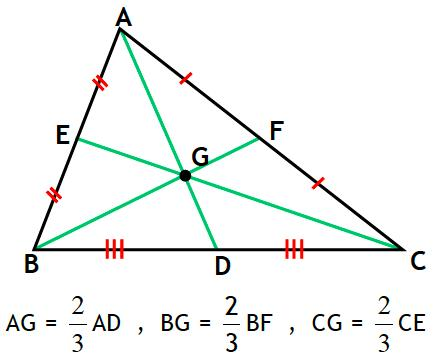 A
E
F
G
B
D
C
AG = 2/3 AD , BG = 2/3 BF , CG = 2/3 CE